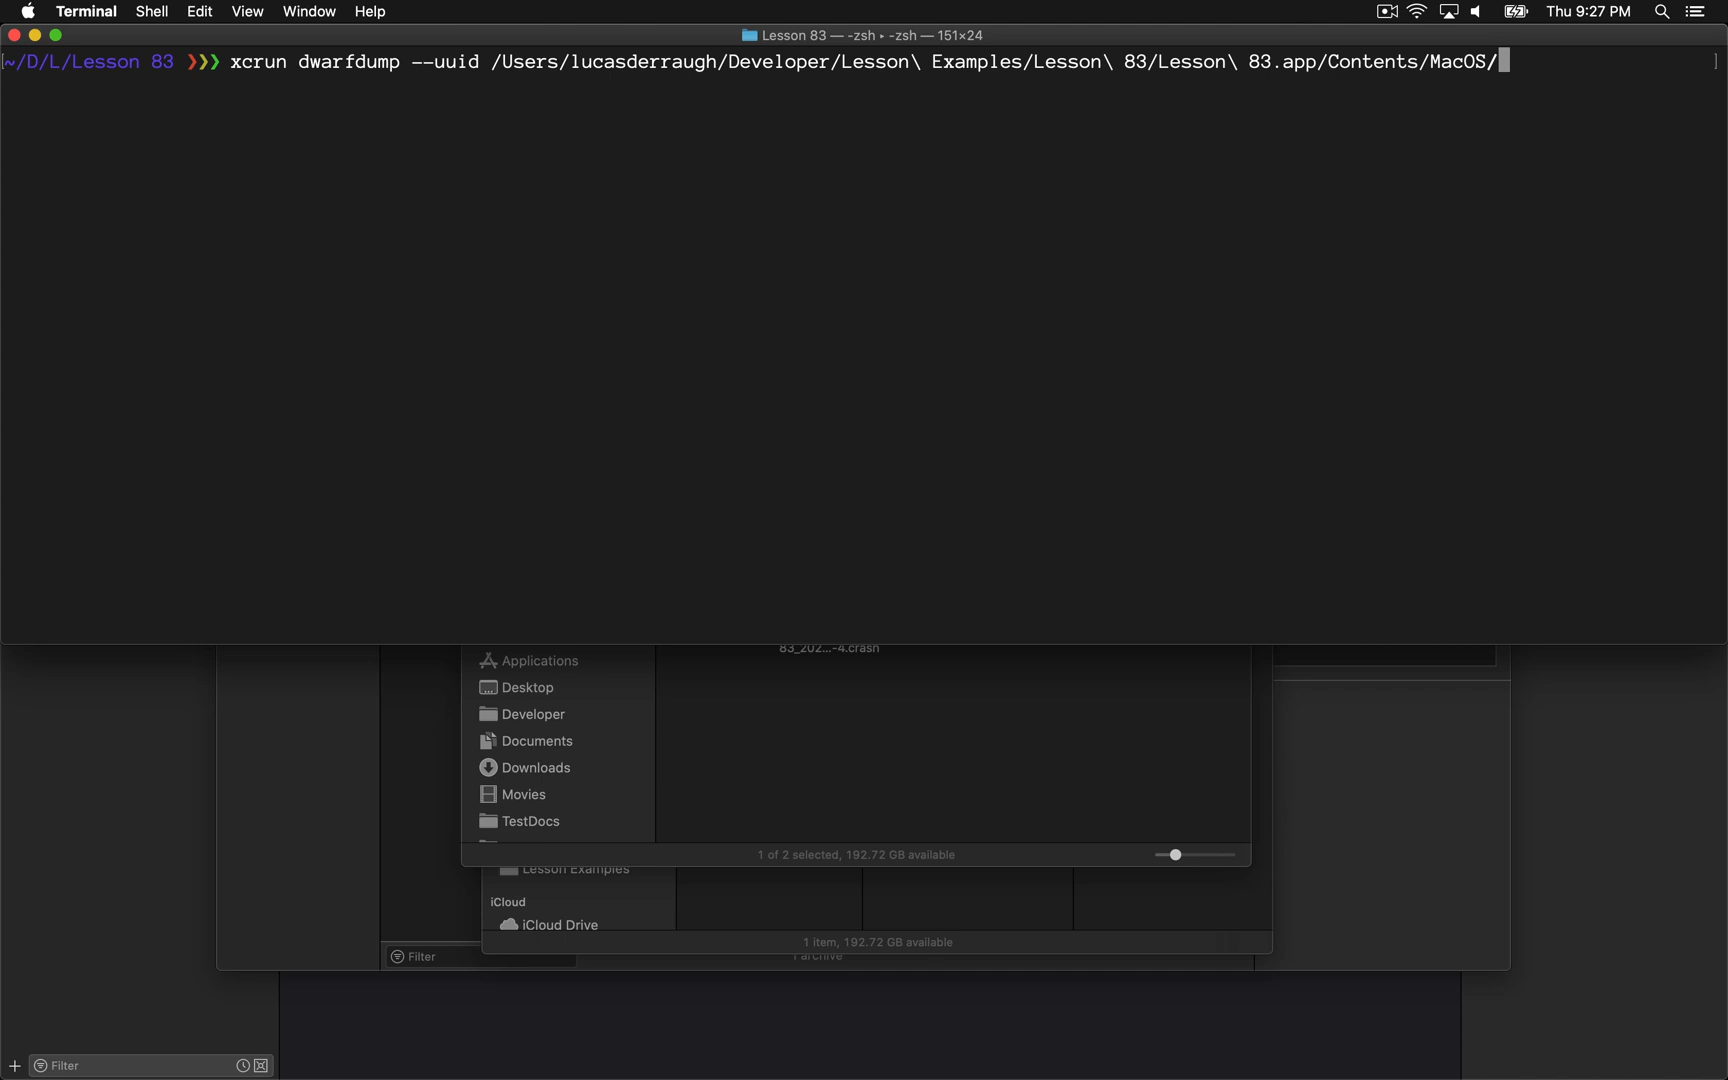 Terminal Shell Edit View Window Help Thu 9:27 PM
Lesson 83 — -zsh ▸ -zsh — 151×24
~/D/L/Lesson 83 ❯❯❯ xcrun dwarfdump --uuid /Users/lucasderraugh/Developer/Lesson\ Examples/Lesson\ 83/Lesson\ 83.app/Contents/MacOS/
83_202...-4.crash
Applications
Desktop
Developer
Documents
Downloads
Movies
TestDocs
1 of 2 selected, 192.72 GB available
Lesson Examples
iCloud
iCloud Drive
1 item, 192.72 GB available
Filter
1 archive
Filter